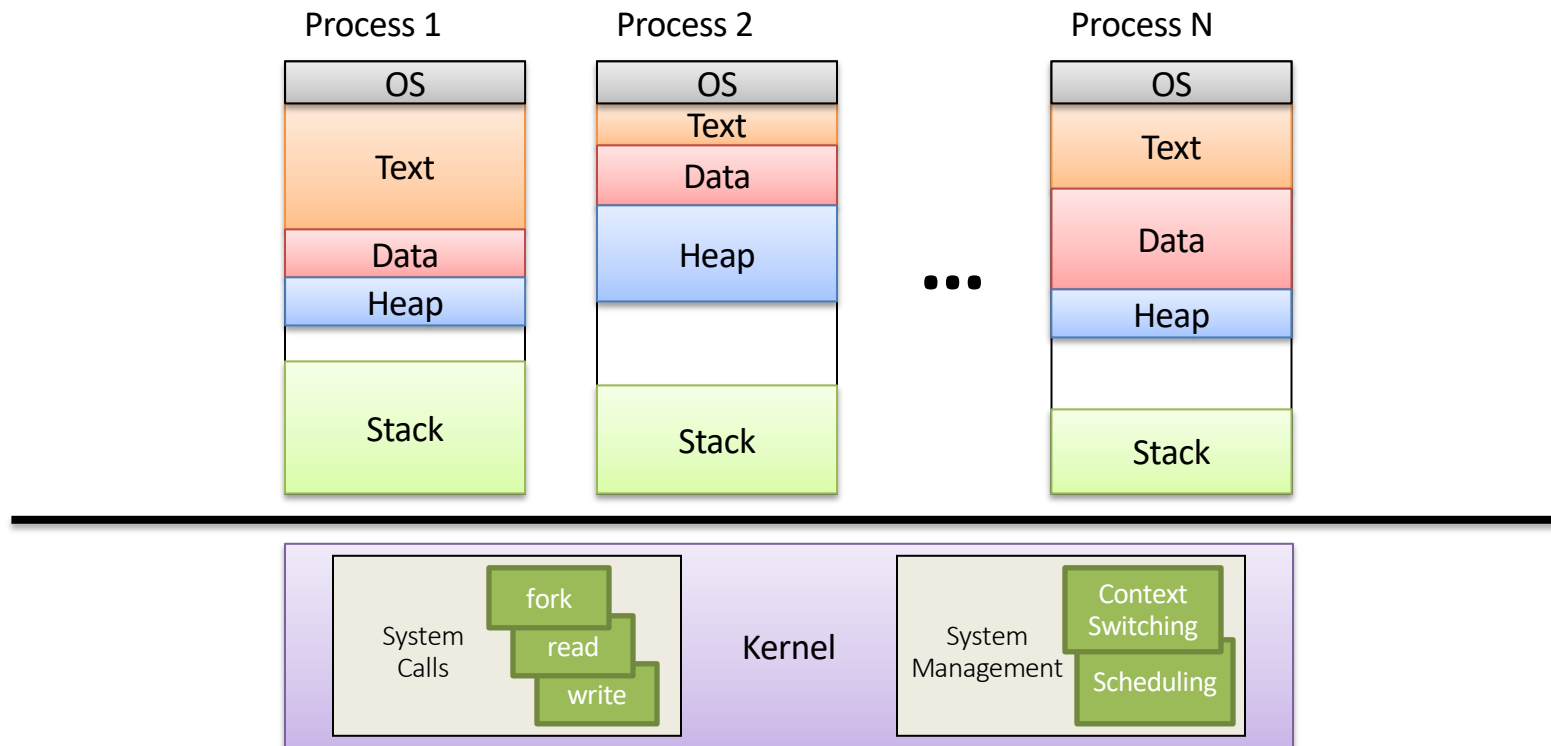 Process 1
Process 2
Process N
OS
Text
Data
Heap
Stack
OS
Text
Data
Heap
Stack
...
OS
Text
Data
Heap
Stack
System
Calls
fork
read
write
Kernel
System
Management
Context
Switching
Scheduling